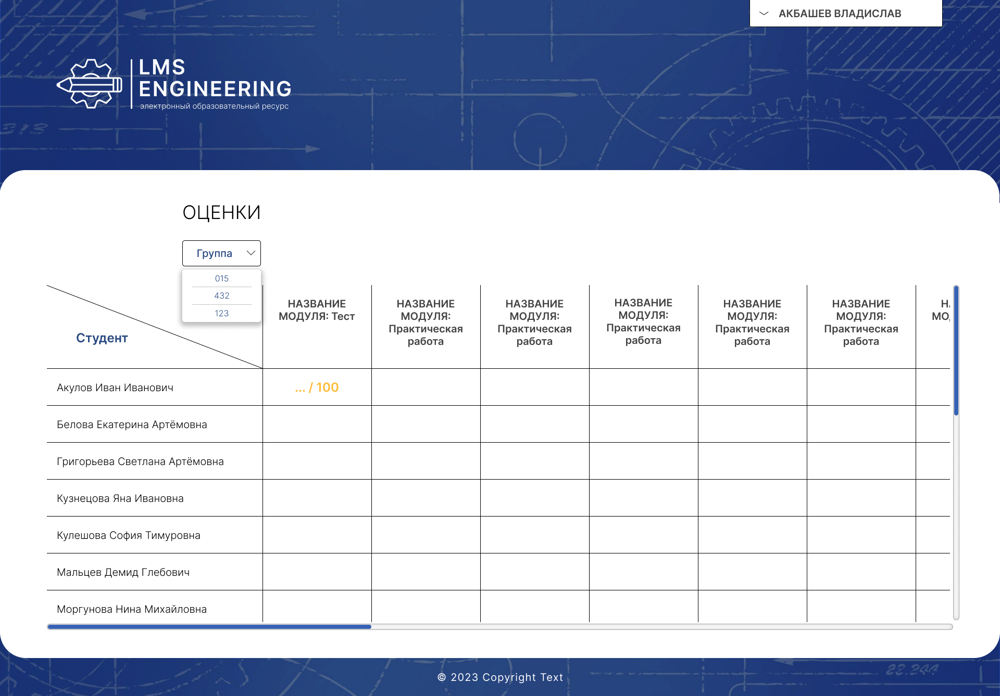 АКБАШЕВ ВЛАДИСЛАВ
LMS
ENGINEERING
электронный образовательный ресурс
313
ОЦЕНКИ
Группа
015
432
123
Студент
НАЗВАНИЕ
МОДУЛЯ: Тест
НАЗВАНИЕ
МОДУЛЯ:
Практическая
работа
НАЗВАНИЕ
МОДУЛЯ:
Практическая
работа
НАЗВАНИЕ
МОДУЛЯ:
Практическая
работа
НАЗВАНИЕ
МОДУЛЯ:
Практическая
работа
НАЗВАНИЕ
МОДУЛЯ:
Практическая
работа
Акулов Иван Иванович
... / 100
Белова Екатерина Артёмовна
Григорьева Светлана Артёмовна
Кузнецова Яна Ивановна
Кулешова София Тимуровна
Мальцев Демид Глебович
Моргунова Нина Михайловна
22.244
© 2023 Copyright Text